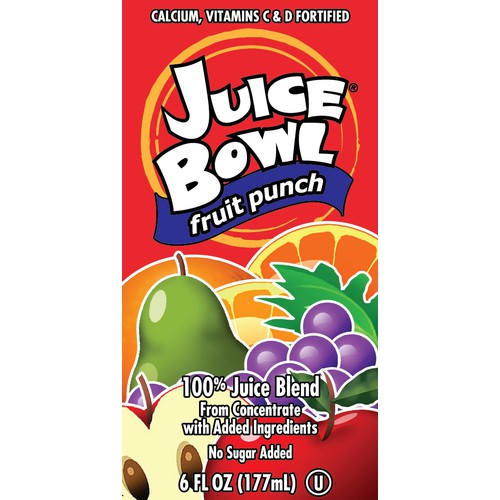 CALCIUM, VITAMINS C & D FORTIFIED
JUICE
BOWL®
fruit punch
100% Juice Blend
From Concentrate
with Added Ingredients
No Sugar Added
6 FL OZ (177mL) U